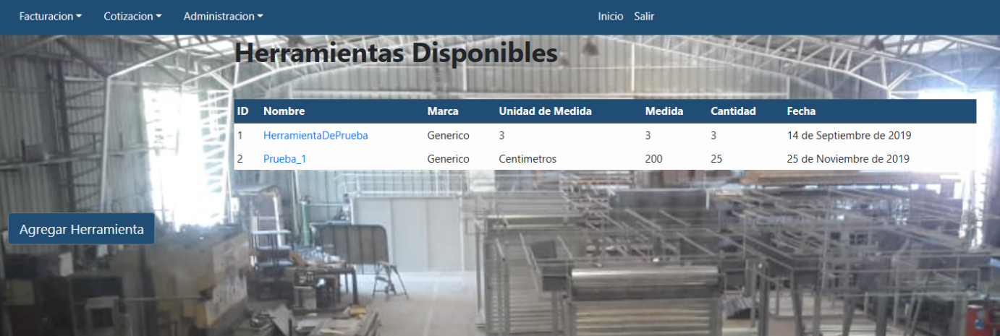 Facturacion Cotizacion Administracion Inicio Salir
Herramientas Disponibles
ID Nombre Marca Unidad de Medida Medida Cantidad Fecha
1 HerramientaDePrueba Generico 3 3 3 14 de Septiembre de 2019
2 Prueba_1 Generico Centimetros 200 25 25 de Noviembre de 2019
Agregar Herramienta